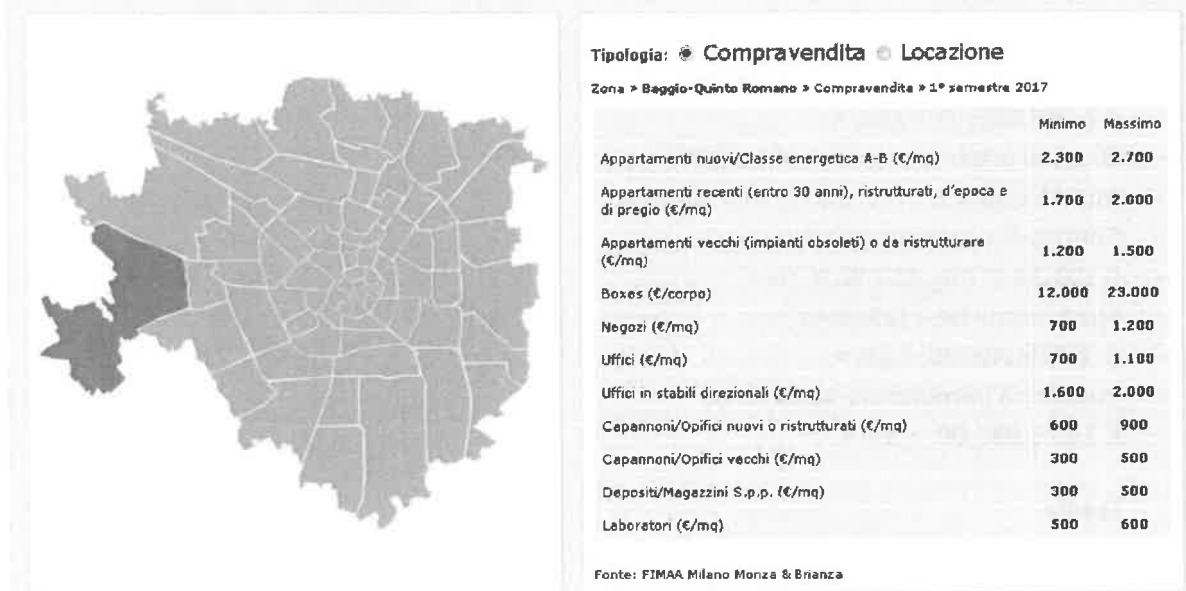 Tipologia: Compravendita Locazione
Zona > Baggio-Quinto Romano > Compravendita > 1° semestre 2017
Minimo Massimo
Appartamenti nuovi/Classe energetica A-B (€/mq) 2.300 2.700
Appartamenti recenti (entro 30 anni), ristrutturati, d'epoca e
di pregio (€/mq) 1.700 2.000
Appartamenti vecchi (impianti obsoleti) o da ristrutturare
(€/mq) 1.200 1.500
Boxes (€/corpo) 12.000 23.000
Negozi (€/mq) 700 1.200
Uffici (€/mq) 700 1.100
Uffici in stabili direzionali (€/mq) 1.600 2.000
Capannoni/Opifici nuovi o ristrutturati (€/mq) 600 900
Capannoni/Opifici vecchi (€/mq) 300 500
Depositi/Magazzini S.p.p. (€/mq) 300 500
Laboratori (€/mq) 500 600
Fonte: FIMAA Milano Monza & Brianza